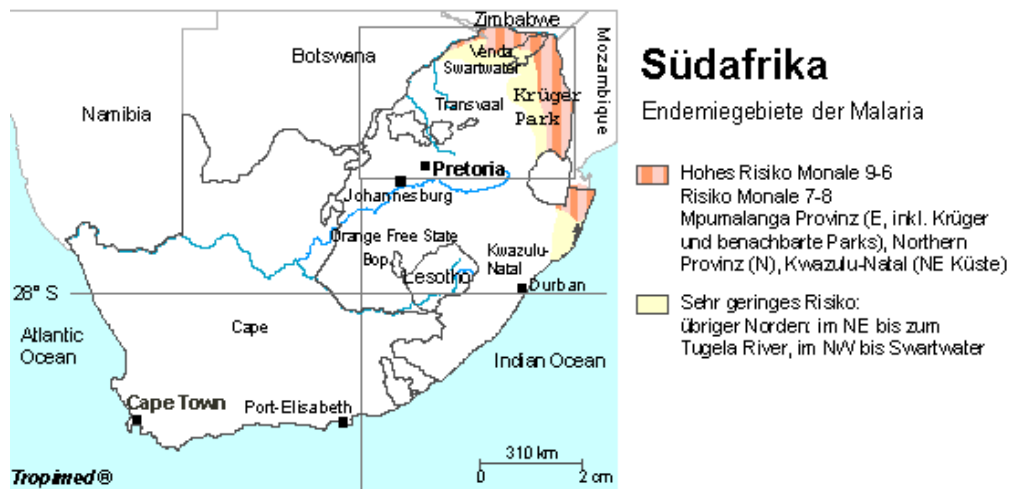 Zimbabwe
Botswana
Mozambique
Venda
Swartwater
Namibia
Transvaal
Krüger
Park
Pretoria
Johannesburg
Orange Free State
Bop.
Kwazulu-
Natal
Lesotho
28° S
Durban
Cape
Atlantic
Ocean
Indian Ocean
Cape Town
Port-Elisabeth
310 km
0
2 cm
Tropimed®
Südafrika
Endemiegebiete der Malaria
Hohes Risiko Monale 9-6
Risiko Monale 7-8
Mpumalanga Provinz (E, inkl. Krüger
und benachbarte Parks), Northern
Provinz (N), Kwazulu-Natal (NE Küste)
Sehr geringes Risiko:
übriger Norden: im NE bis zum
Tugela River, im NW bis Swartwater